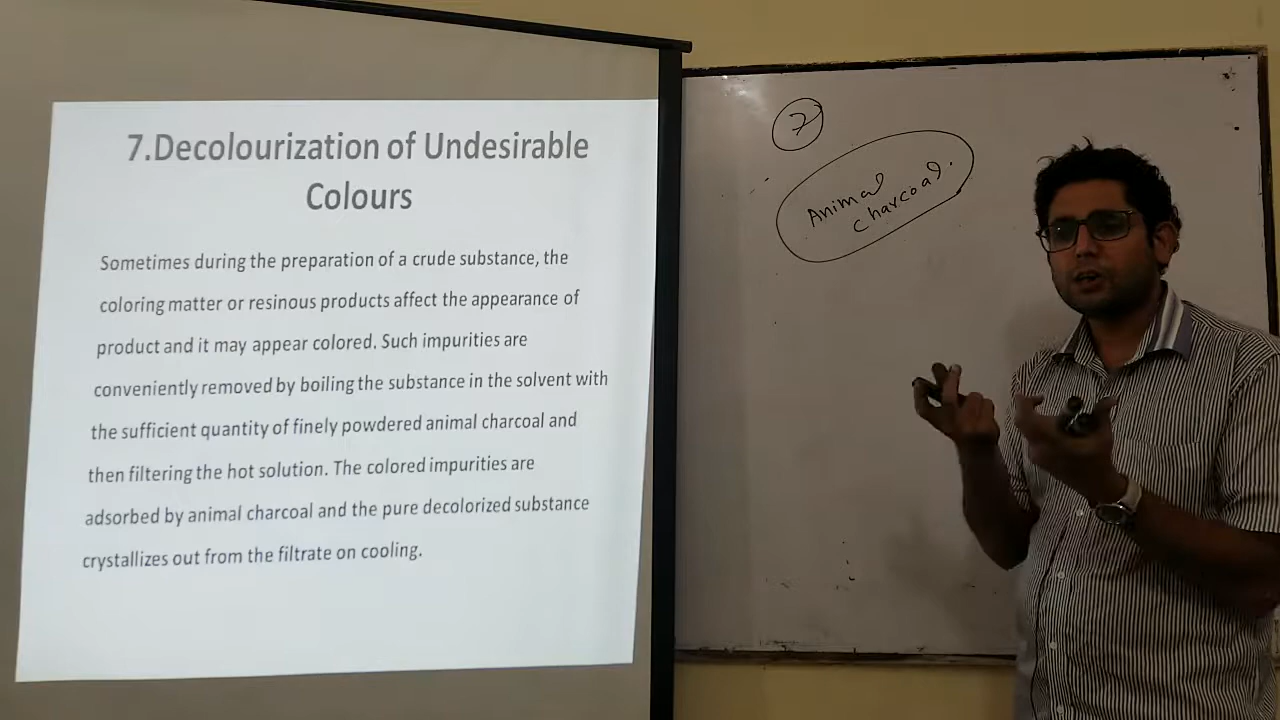 7.Decolourization of Undesirable
Colours
Sometimes during the preparation of a crude substance, the
coloring matter or resinous products affect the appearance of
product and it may appear colored. Such impurities are
conveniently removed by boiling the substance in the solvent with
the sufficient quantity of finely powdered animal charcoal and
then filtering the hot solution. The colored impurities are
adsorbed by animal charcoal and the pure decolorized substance
crystallizes out from the filtrate on cooling.
7
Animal
charcoal.